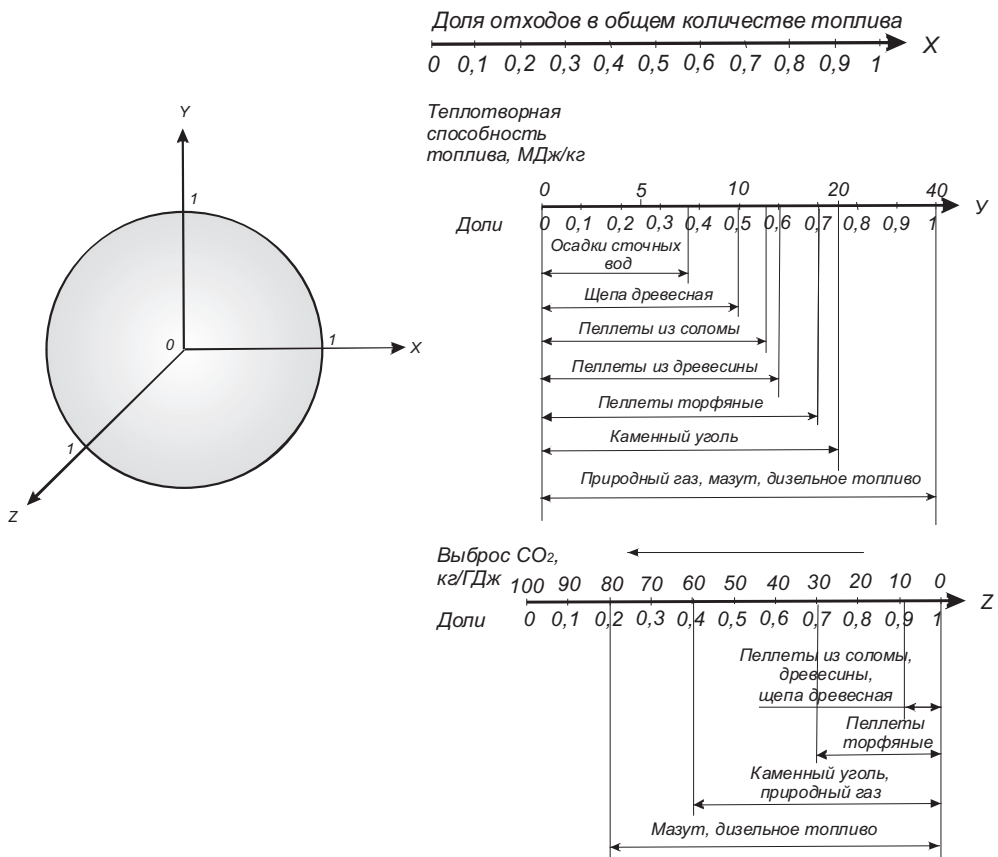 Доля отходов в общем количестве топлива
X
0 0,1 0,2 0,3 0,4 0,5 0,6 0,7 0,8 0,9 1
Теплотворная
способность
топлива, МДж/кг
0 5 10 20 40
У
Доли 0 0,1 0,2 0,3 0,4 0,5 0,6 0,7 0,8 0,9 1
Осадки сточных
вод
Щепа древесная
Пеллеты из соломы
Пеллеты из древесины
Пеллеты торфяные
Каменный уголь
Природный газ, мазут, дизельное топливо
Y
1
0
1
X
1
Z
Выброс CO₂,
кг/ГДж
100 90 80 70 60 50 40 30 20 10 0
Z
Доли 0 0,1 0,2 0,3 0,4 0,5 0,6 0,7 0,8 0,9 1
Пеллеты из соломы,
древесины,
щепа древесная
Пеллеты
торфяные
Каменный уголь,
природный газ
Мазут, дизельное топливо